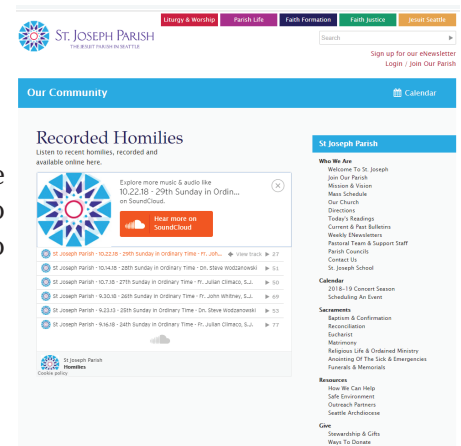 Liturgy & Worship
Parish Life
Faith Formation
Faith Justice
Jesuit Seattle
ST. JOSEPH PARISH
THE JESUIT PARISH IN SEATTLE
Search
Sign up for our eNewsletter
Login / Join Our Parish
Our Community
Calendar
Recorded Homilies
Listen to recent homilies, recorded and
available online here.
Explore more music & audio like
10.22.18 - 29th Sunday in Ordin...
on SoundCloud.
Hear more on
SoundCloud
St Joseph Parish - 10.22.18 - 29th Sunday in Ordinary Time - Fr. Joh... View track 27
St Joseph Parish - 10.14.18 - 28th Sunday in Ordinary Time - Dn. Steve Wodzanowski 51
St Joseph Parish - 10.7.18 - 27th Sunday in Ordinary Time - Fr. Julian Climaco, S.J. 50
St Joseph Parish - 9.30.18 - 26th Sunday in Ordinary Time - Fr. John Whitney, S.J. 69
St Joseph Parish - 9.23.18 - 25th Sunday in Ordinary Time - Dn. Steve Wodzanowski 53
St Joseph Parish - 9.16.18 - 24th Sunday in Ordinary Time - Fr. Julian Climaco, S.J. 77
St Joseph Parish
Homilies
Cookie policy
St Joseph Parish
Who We Are
Welcome To St. Joseph
Join Our Parish
Mission & Vision
Mass Schedule
Our Church
Directions
Today's Readings
Current & Past Bulletins
Weekly ENewsletters
Pastoral Team & Support Staff
Parish Councils
Contact Us
St. Joseph School
Calendar
2018-19 Concert Season
Scheduling An Event
Sacraments
Baptism & Confirmation
Reconciliation
Eucharist
Matrimony
Religious Life & Ordained Ministry
Anointing Of The Sick & Emergencies
Funerals & Memorials
Resources
How We Can Help
Safe Environment
Outreach Partners
Seattle Archdiocese
Give
Stewardship & Gifts
Ways To Donate